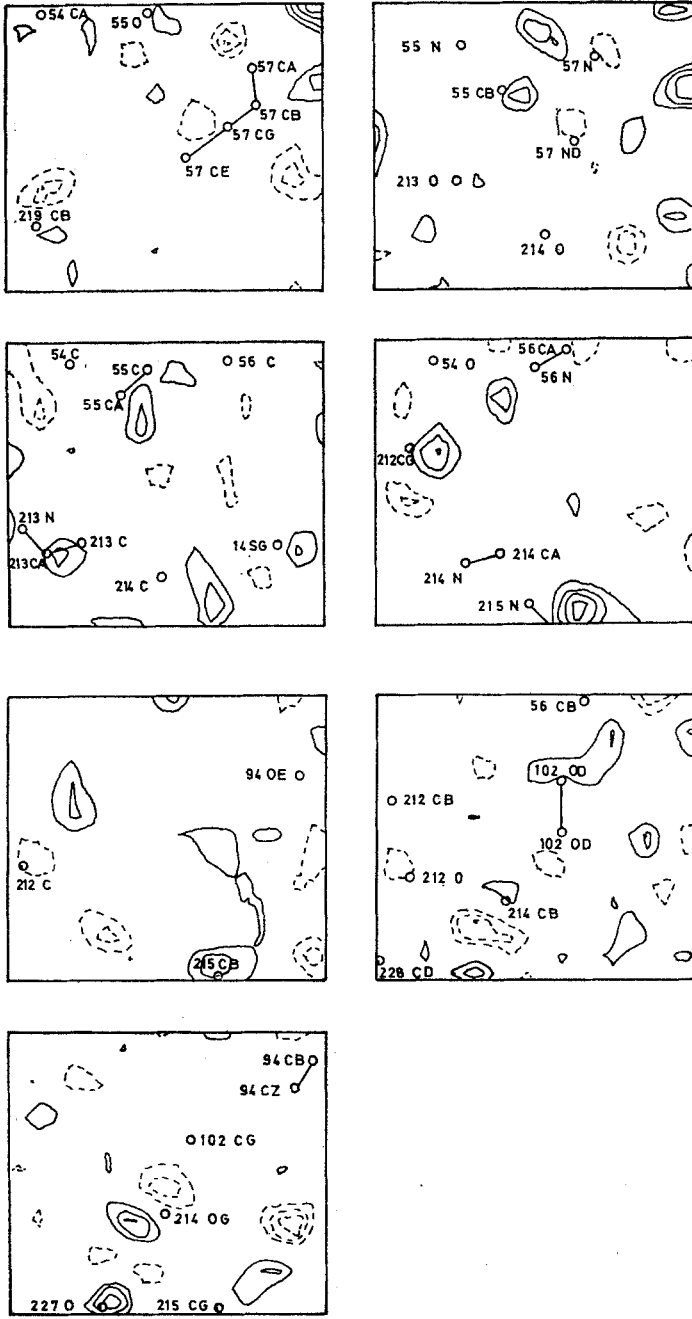 54 CA
55 O
57 CA
57 CB
57 CG
57 CE
219 CB
55 N
57 N
55 CB
57 ND
213 O
214 O
54 C
55 C
56 C
55 CA
213 N
213 C
213 CA
14 SG
214 C
56 CA
54 O
56 N
212 CG
214 CA
214 N
215 N
94 OE
212 C
215 CB
56 CB
102 OD
212 CB
102 OD
212 O
214 CB
228 CD
94 CB
94 CZ
102 CG
214 OG
227 O
215 CG